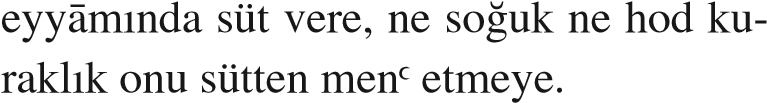 eyyāmında süt vere, ne soğuk ne hod ku-
raklık onu sütten menᶜ etmeye.